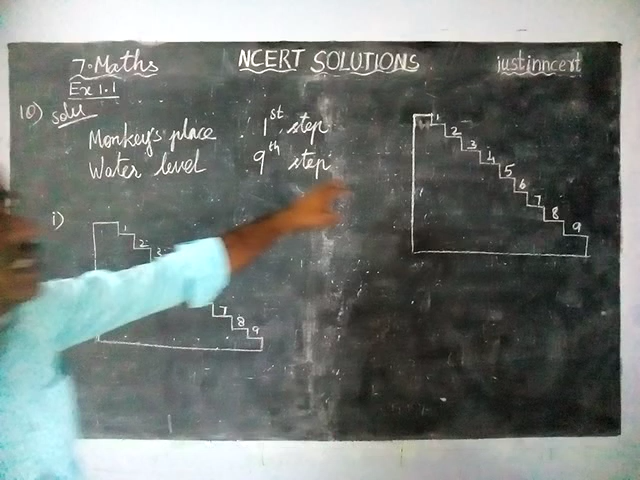 7. Maths NCERT SOLUTIONS justinncert
Ex 1.1
10) Soln
Monkey's place : 1st step
Water level : 9th step
i)
1
2
3
7
8
9
1
2
3
4
5
6
7
8
9